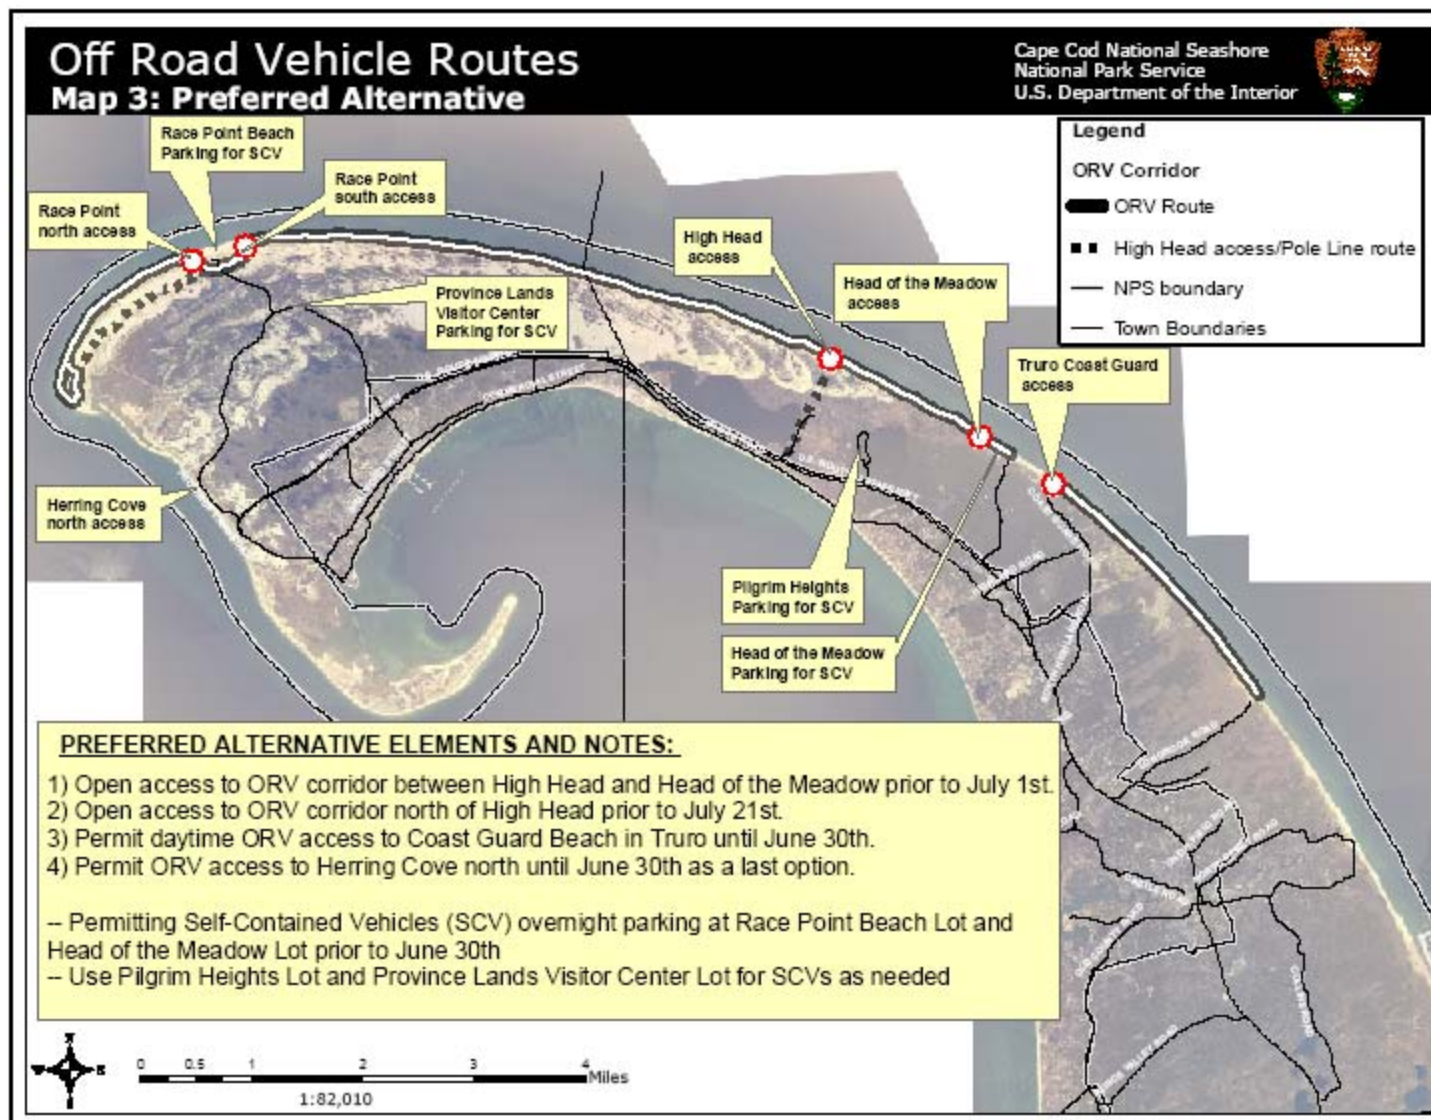 Off Road Vehicle Routes
Map 3: Preferred Alternative
Cape Cod National Seashore
National Park Service
U.S. Department of the Interior
Legend
ORV Corridor
ORV Route
High Head access/Pole Line route
NPS boundary
Town Boundaries
Race Point Beach
Parking for SCV
Race Point
south access
Race Point
north access
High Head
access
Head of the Meadow
access
Province Lands
Visitor Center
Parking for SCV
Truro Coast Guard
access
Herring Cove
north access
Pilgrim Heights
Parking for SCV
Head of the Meadow
Parking for SCV
PREFERRED ALTERNATIVE ELEMENTS AND NOTES:
1) Open access to ORV corridor between High Head and Head of the Meadow prior to July 1st.
2) Open access to ORV corridor north of High Head prior to July 21st.
3) Permit daytime ORV access to Coast Guard Beach in Truro until June 30th.
4) Permit ORV access to Herring Cove north until June 30th as a last option.
-- Permitting Self-Contained Vehicles (SCV) overnight parking at Race Point Beach Lot and
Head of the Meadow Lot prior to June 30th
-- Use Pilgrim Heights Lot and Province Lands Visitor Center Lot for SCVs as needed
N
W E
S
0 0.5 1 2 3 4
Miles
1:82,010